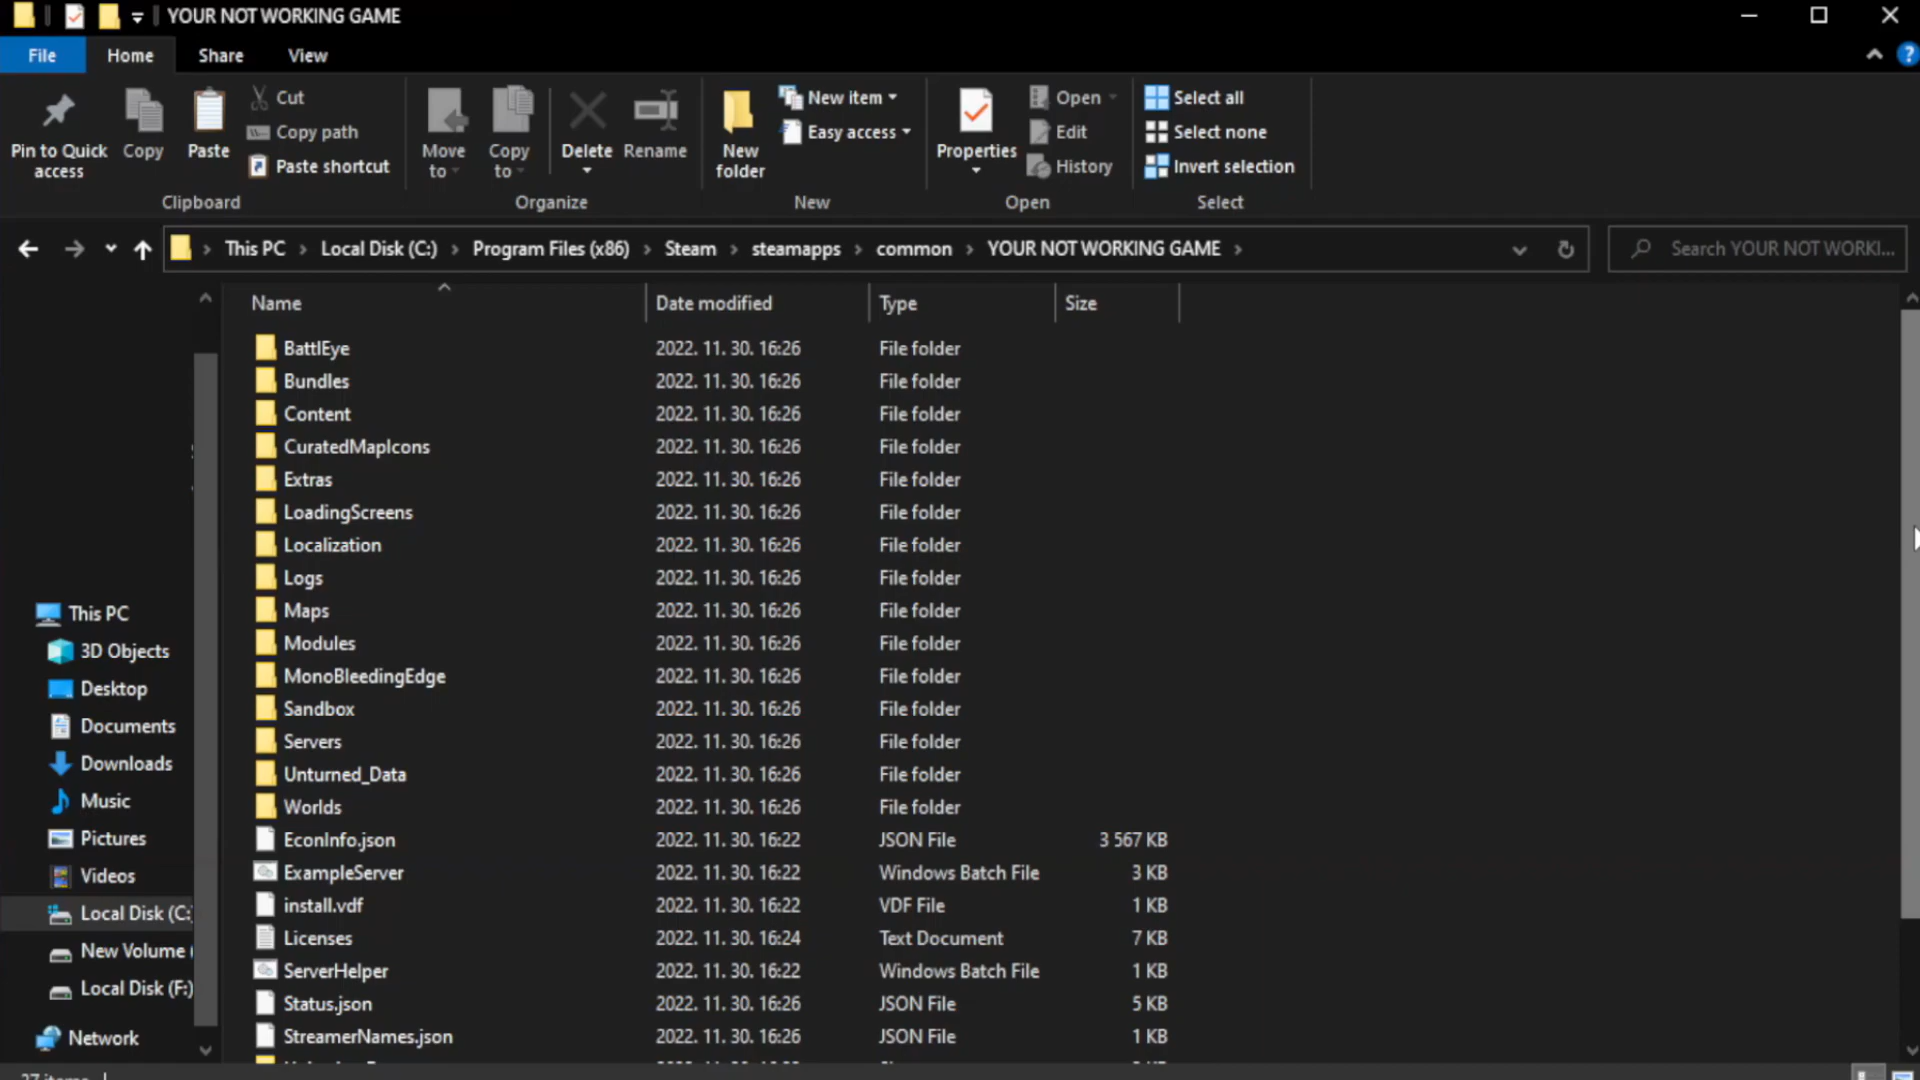 YOUR NOT WORKING GAME
File Home Share View
Pin to Quick access
Copy
Paste
Cut
Copy path
Paste shortcut
Move to
Copy to
Delete
Rename
New folder
New item
Easy access
Properties
Open
Edit
History
Select all
Select none
Invert selection
Clipboard Organize New Open Select
This PC Local Disk (C:) Program Files (x86) Steam steamapps common YOUR NOT WORKING GAME
Search YOUR NOT WORKI...
Name Date modified Type Size
BattlEye 2022. 11. 30. 16:26 File folder
Bundles 2022. 11. 30. 16:26 File folder
Content 2022. 11. 30. 16:26 File folder
CuratedMapIcons 2022. 11. 30. 16:26 File folder
Extras 2022. 11. 30. 16:26 File folder
LoadingScreens 2022. 11. 30. 16:26 File folder
Localization 2022. 11. 30. 16:26 File folder
Logs 2022. 11. 30. 16:26 File folder
Maps 2022. 11. 30. 16:26 File folder
Modules 2022. 11. 30. 16:26 File folder
MonoBleedingEdge 2022. 11. 30. 16:26 File folder
Sandbox 2022. 11. 30. 16:26 File folder
Servers 2022. 11. 30. 16:26 File folder
Unturned_Data 2022. 11. 30. 16:26 File folder
Worlds 2022. 11. 30. 16:26 File folder
EconInfo.json 2022. 11. 30. 16:22 JSON File 3 567 KB
ExampleServer 2022. 11. 30. 16:22 Windows Batch File 3 KB
install.vdf 2022. 11. 30. 16:22 VDF File 1 KB
Licenses 2022. 11. 30. 16:24 Text Document 7 KB
ServerHelper 2022. 11. 30. 16:22 Windows Batch File 1 KB
Status.json 2022. 11. 30. 16:26 JSON File 5 KB
StreamerNames.json 2022. 11. 30. 16:26 JSON File 1 KB
This PC
3D Objects
Desktop
Documents
Downloads
Music
Pictures
Videos
Local Disk (C:)
New Volume (
Local Disk (F:)
Network